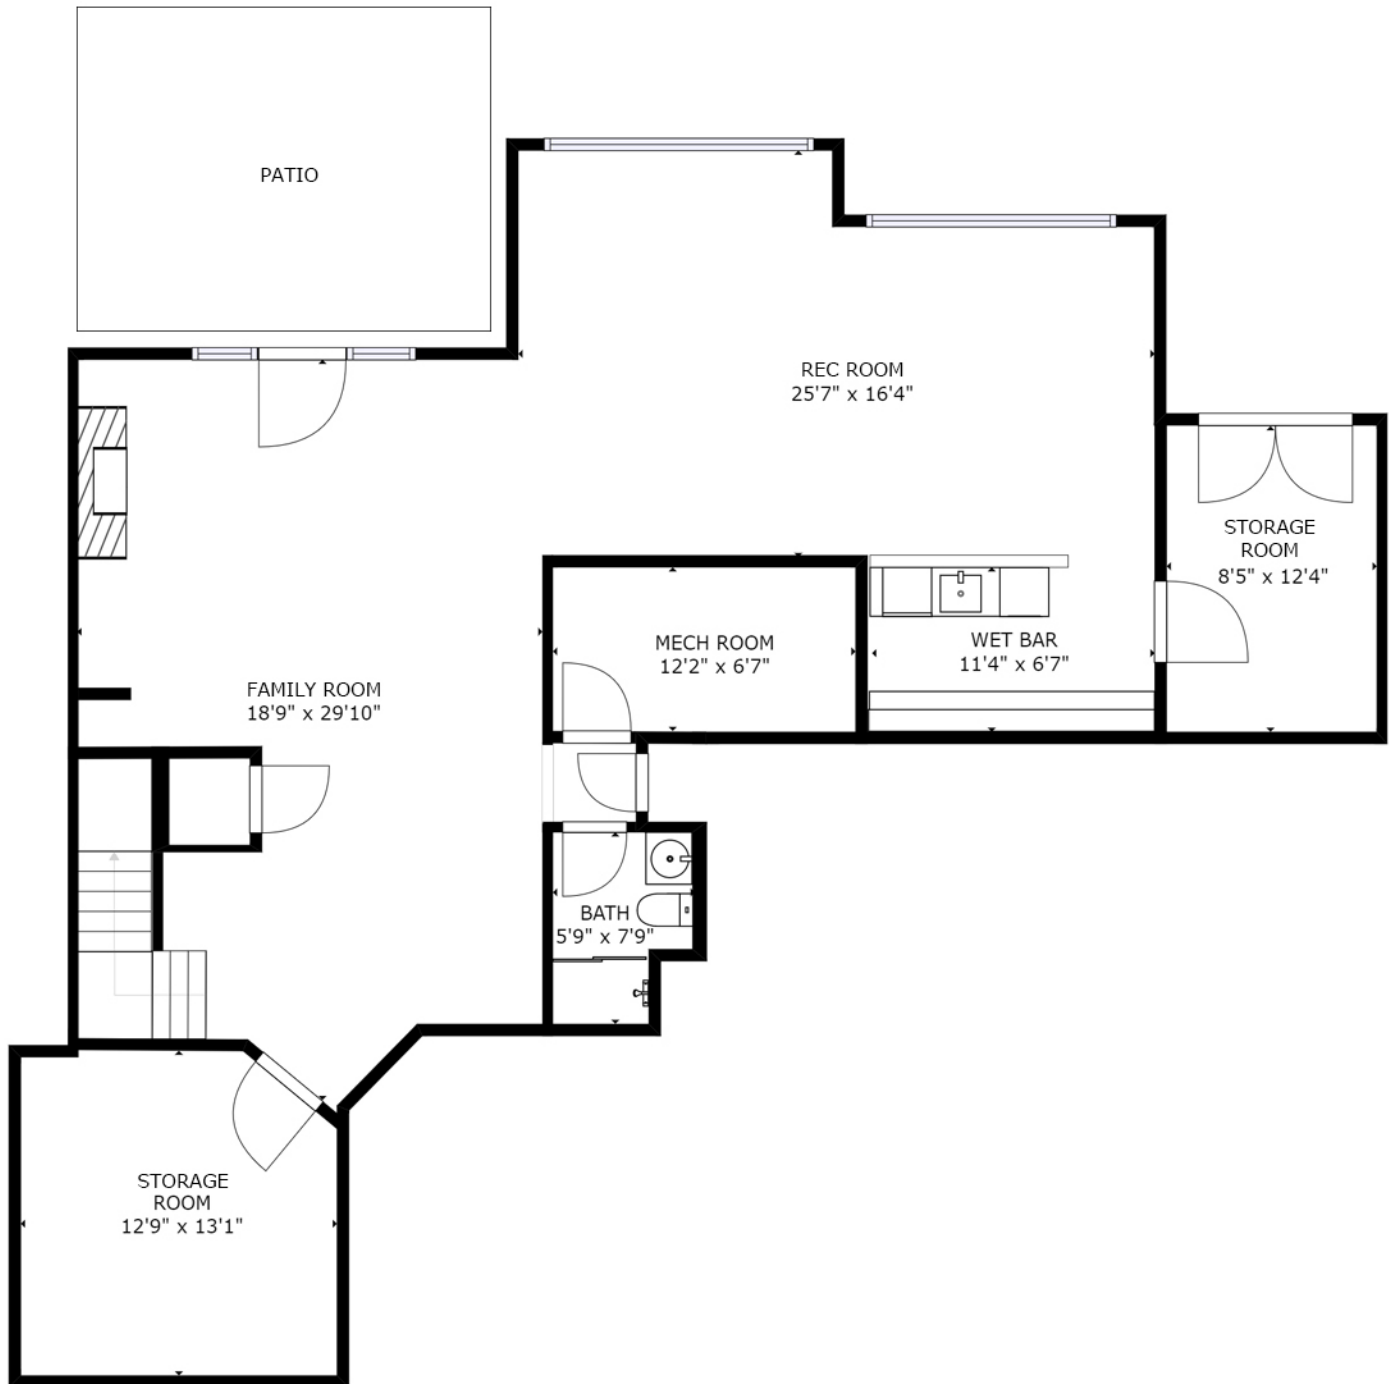 PATIO
REC ROOM
25'7" x 16'4"
STORAGE
ROOM
8'5" x 12'4"
MECH ROOM
12'2" x 6'7"
WET BAR
11'4" x 6'7"
FAMILY ROOM
18'9" x 29'10"
BATH
5'9" x 7'9"
STORAGE
ROOM
12'9" x 13'1"